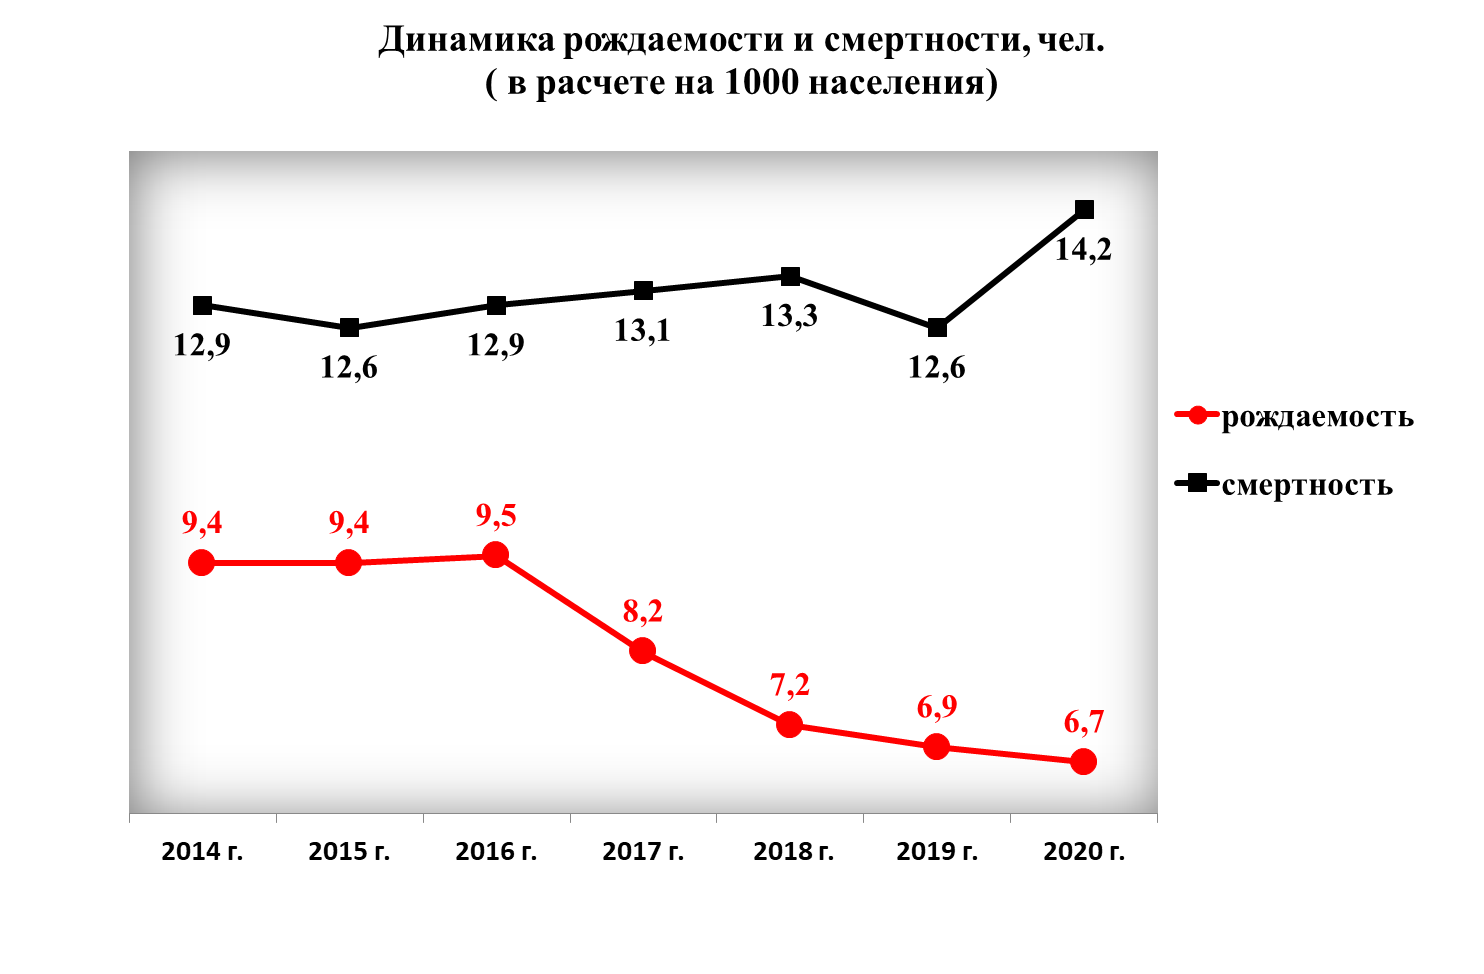 Динамика рождаемости и смертности, чел.
( в расчете на 1000 населения)
14,2
12,9
12,6
12,9
13,1
13,3
12,6
рождаемость
смертность
9,4
9,4
9,5
8,2
7,2
6,9
6,7
2014 г.
2015 г.
2016 г.
2017 г.
2018 г.
2019 г.
2020 г.